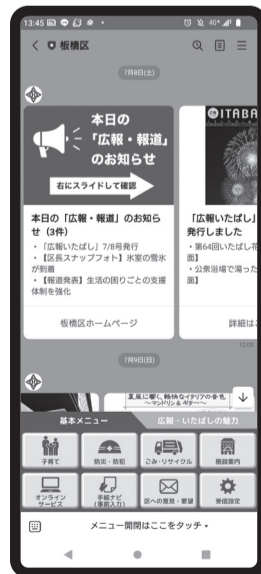 13:45
4G+
板橋区
7月8日(土)
本日の
「広報・報道」
のお知らせ
右にスライドして確認
本日の「広報・報道」のお知ら
せ(3件)
・「広報いたばし」7/8号発行
・【区長スナップフォト】氷室の雪氷
が到着
・【報道発表】生活の困りごとの支援
体制を強化
板橋区ホームページ
ITABA
「広報いたばし」
発行しました
・第64回いたばし花
面】
・公衆浴場で湯った
面】
詳細は
13:00
7月9日(日)
夏風に響く、軽快なイタリアの音色
~マンドリン&ギター~
基本メニュー
広報・いたばしの魅力
子育て
防災・防犯
ごみ・リサイクル
施設案内
オンライン
サービス
手続ナビ
(事前入力)
区への意見・要望
受信設定
メニュー開閉はここをタッチ